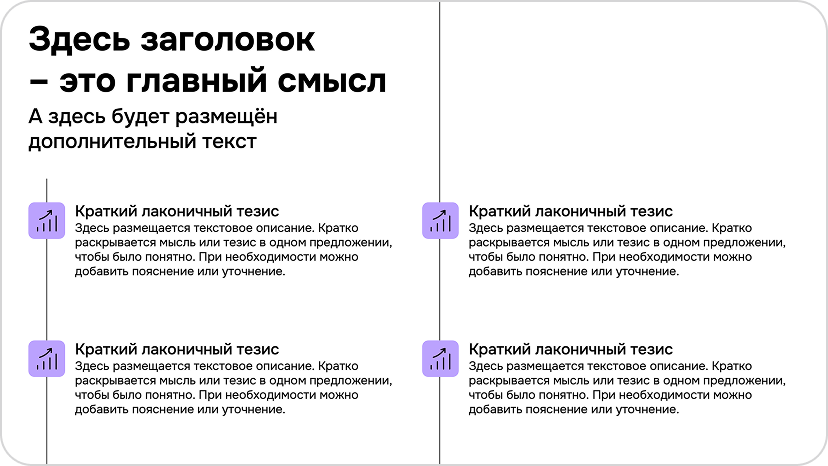 Здесь заголовок
– это главный смысл
А здесь будет размещён
дополнительный текст
Краткий лаконичный тезис
Здесь размещается текстовое описание. Кратко
раскрывается мысль или тезис в одном предложении,
чтобы было понятно. При необходимости можно
добавить пояснение или уточнение.
Краткий лаконичный тезис
Здесь размещается текстовое описание. Кратко
раскрывается мысль или тезис в одном предложении,
чтобы было понятно. При необходимости можно
добавить пояснение или уточнение.
Краткий лаконичный тезис
Здесь размещается текстовое описание. Кратко
раскрывается мысль или тезис в одном предложении,
чтобы было понятно. При необходимости можно
добавить пояснение или уточнение.
Краткий лаконичный тезис
Здесь размещается текстовое описание. Кратко
раскрывается мысль или тезис в одном предложении,
чтобы было понятно. При необходимости можно
добавить пояснение или уточнение.